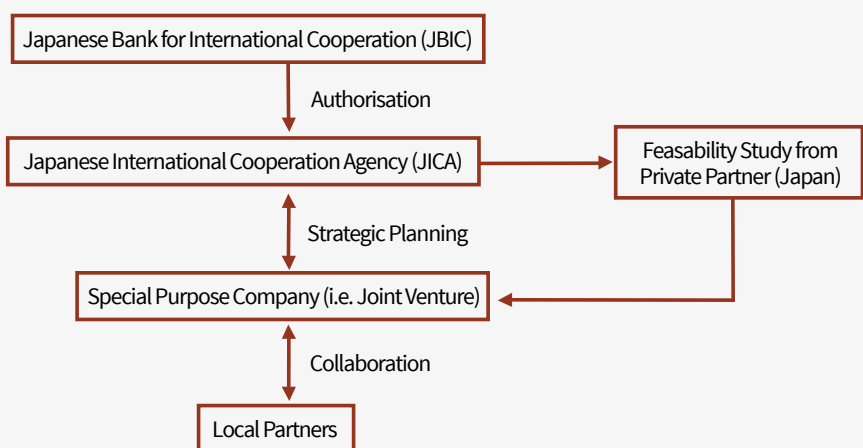 Japanese Bank for International Cooperation (JBIC)
Authorisation
Japanese International Cooperation Agency (JICA)
Feasability Study from
Private Partner (Japan)
Strategic Planning
Special Purpose Company (i.e. Joint Venture)
Collaboration
Local Partners